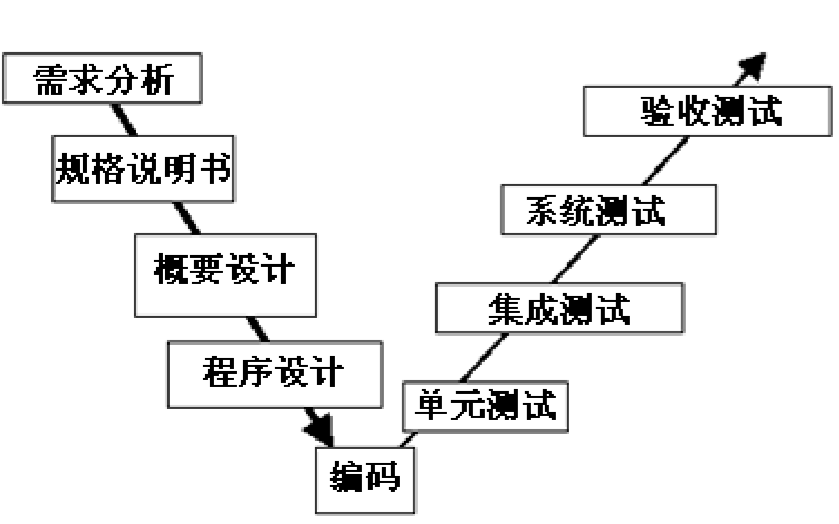 需求分析
规格说明书
概要设计
程序设计
编码
单元测试
集成测试
系统测试
验收测试